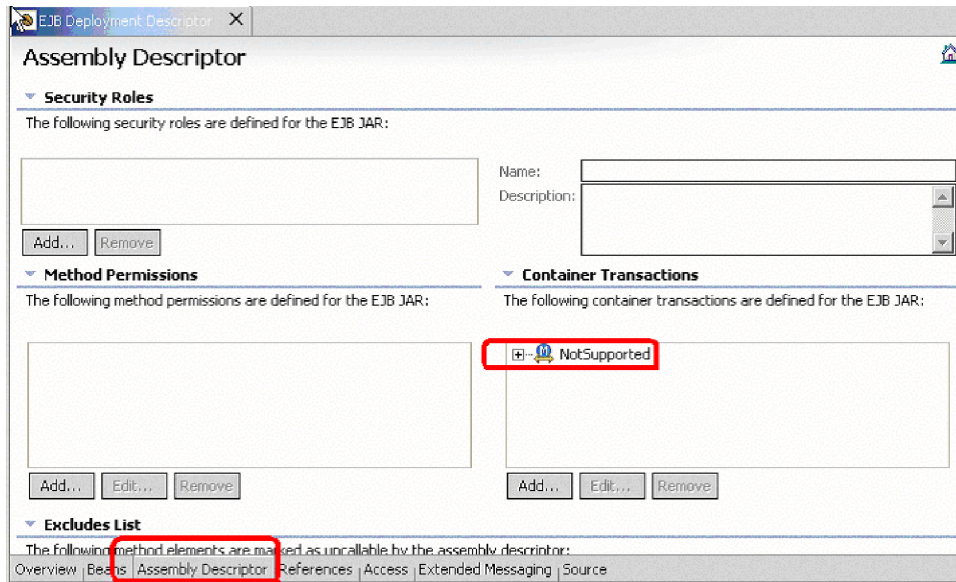 EJB Deployment Descriptor
Assembly Descriptor
Security Roles
The following security roles are defined for the EJB JAR:
Name:
Description:
Add... Remove
Method Permissions
The following method permissions are defined for the EJB JAR:
Add... Edit... Remove
Container Transactions
The following container transactions are defined for the EJB JAR:
NotSupported
Add... Edit... Remove
Excludes List
The following method elements are marked as uncallable by the assembly descriptor:
Overview Beans Assembly Descriptor References Access Extended Messaging Source